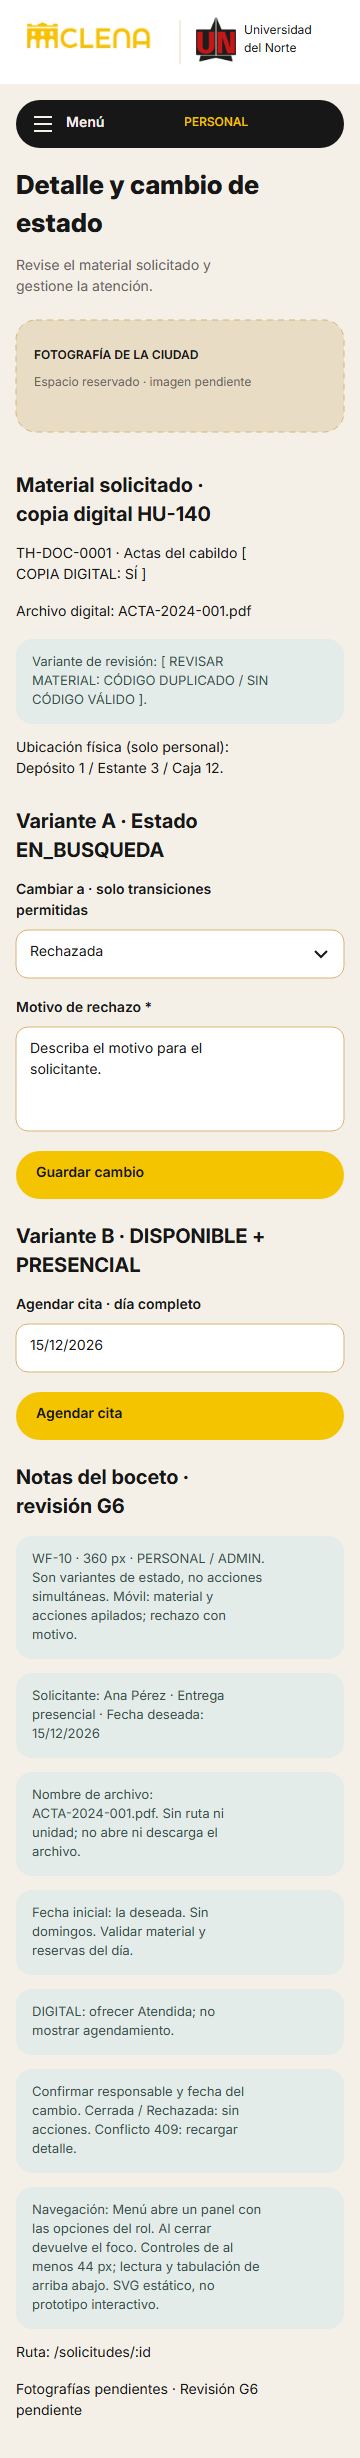 CLENA
UN
Universidad
del Norte
Menú
PERSONAL
Detalle y cambio de
estado
Revise el material solicitado y
gestione la atención.
FOTOGRAFÍA DE LA CIUDAD
Espacio reservado · imagen pendiente
Material solicitado ·
copia digital HU-140
TH-DOC-0001 · Actas del cabildo [
COPIA DIGITAL: SÍ ]
Archivo digital: ACTA-2024-001.pdf
Variante de revisión: [ REVISAR
MATERIAL: CÓDIGO DUPLICADO / SIN
CÓDIGO VÁLIDO ].
Ubicación física (solo personal):
Depósito 1 / Estante 3 / Caja 12.
Variante A · Estado
EN_BUSQUEDA
Cambiar a · solo transiciones
permitidas
Rechazada
Motivo de rechazo *
Describa el motivo para el
solicitante.
Guardar cambio
Variante B · DISPONIBLE +
PRESENCIAL
Agendar cita · día completo
15/12/2026
Agendar cita
Notas del boceto ·
revisión G6
WF-10 · 360 px · PERSONAL / ADMIN.
Son variantes de estado, no acciones
simultáneas. Móvil: material y
acciones apilados; rechazo con
motivo.
Solicitante: Ana Pérez · Entrega
presencial · Fecha deseada:
15/12/2026
Nombre de archivo:
ACTA-2024-001.pdf. Sin ruta ni
unidad; no abre ni descarga el
archivo.
Fecha inicial: la deseada. Sin
domingos. Validar material y
reservas del día.
DIGITAL: ofrecer Atendida; no
mostrar agendamiento.
Confirmar responsable y fecha del
cambio. Cerrada / Rechazada: sin
acciones. Conflicto 409: recargar
detalle.
Navegación: Menú abre un panel con
las opciones del rol. Al cerrar
devuelve el foco. Controles de al
menos 44 px; lectura y tabulación de
arriba abajo. SVG estático, no
prototipo interactivo.
Ruta: /solicitudes/:id
Fotografías pendientes · Revisión G6
pendiente